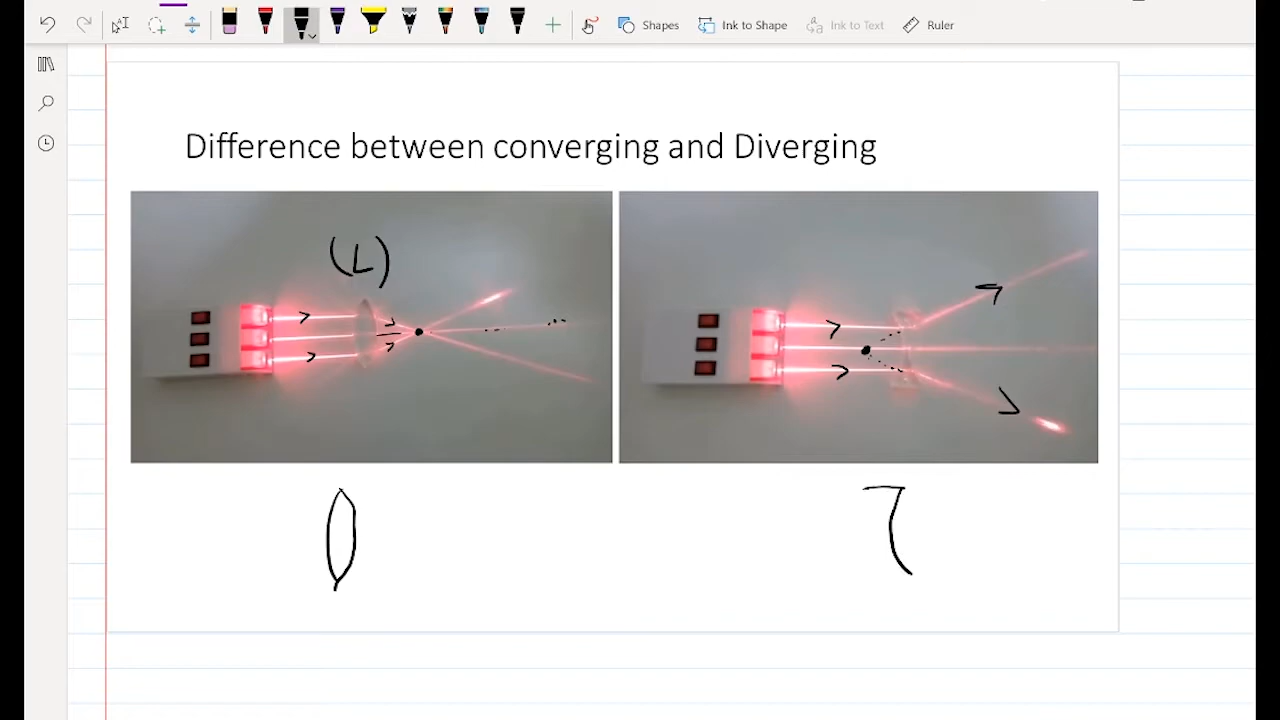 Shapes Ink to Shape Ink to Text Ruler
Difference between converging and Diverging
(L)